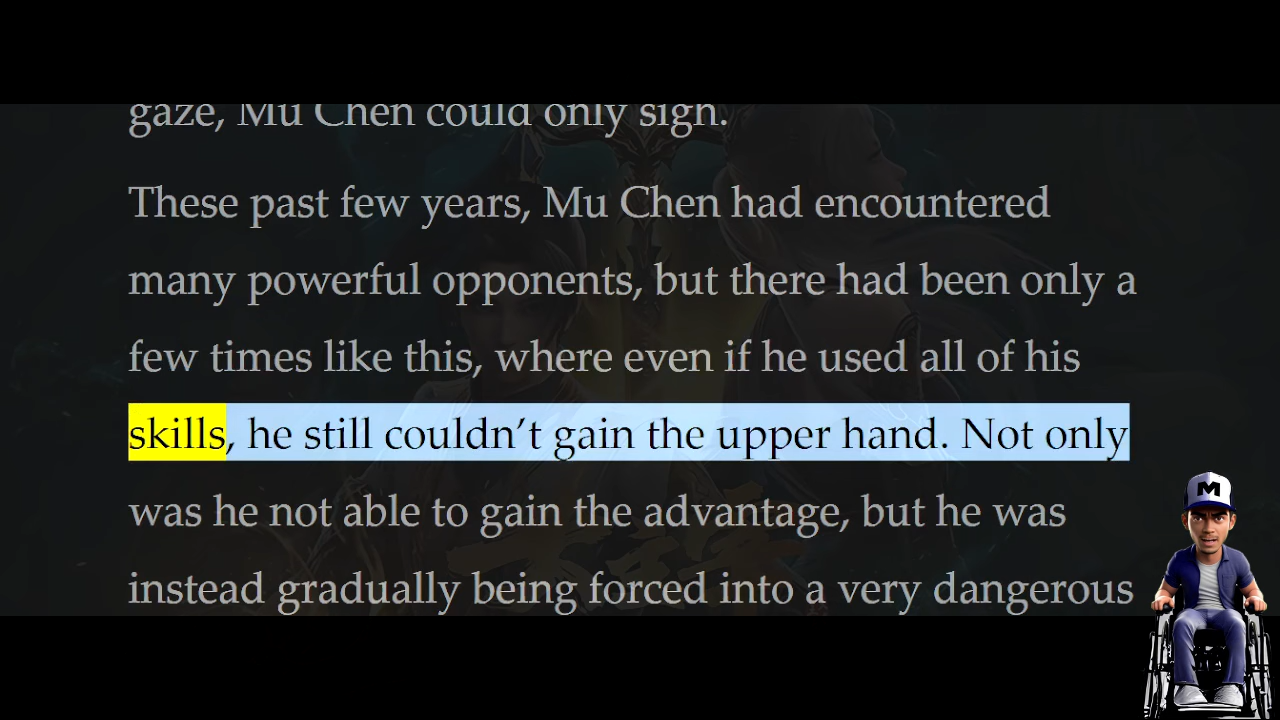 gaze, Mu Chen could only sigh.
These past few years, Mu Chen had encountered
many powerful opponents, but there had been only a
few times like this, where even if he used all of his
skills, he still couldn’t gain the upper hand. Not only
was he not able to gain the advantage, but he was
instead gradually being forced into a very dangerous
M